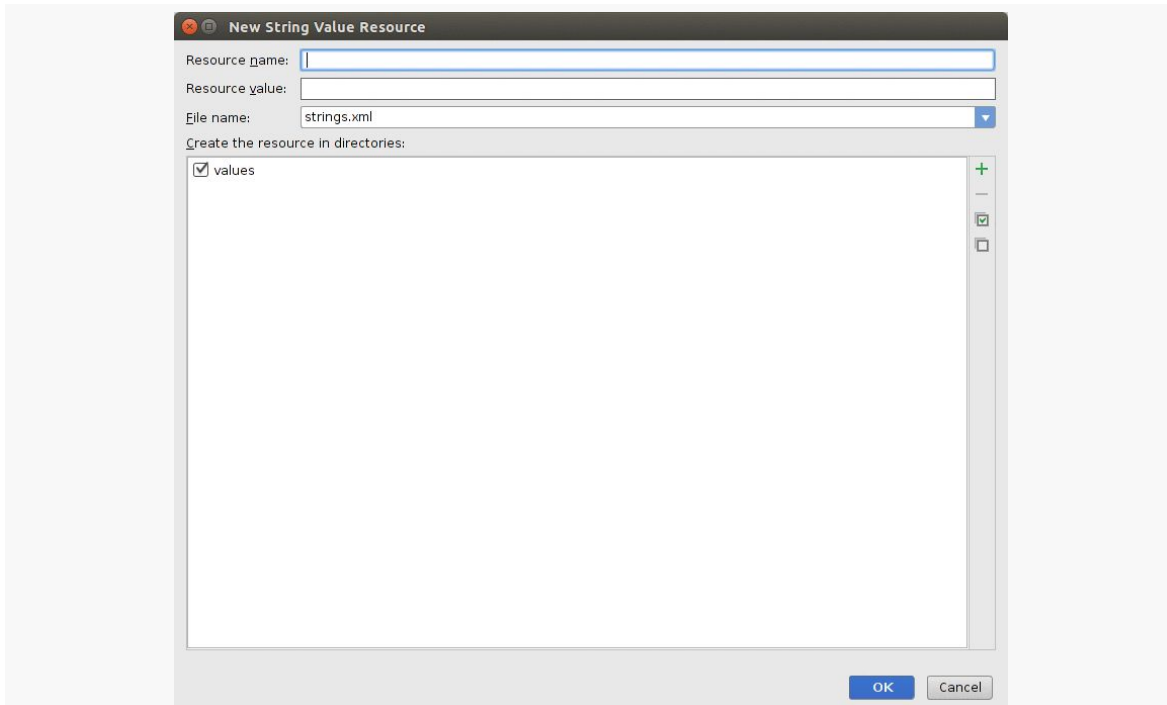 New String Value Resource
Resource name:
Resource value:
File name: strings.xml
Create the resource in directories:
values
OK Cancel